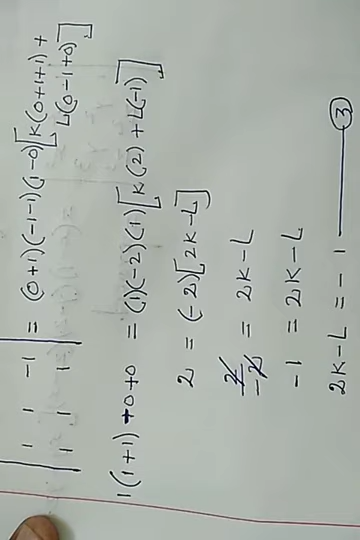 | 1 1 -1 | = (0+1)(-1-1)(1-0)[K(0+1+1)+
| 1 1 1 | L(0-1+0)]
1(1+1)+0+0 = (1)(-2)(1)[K(2)+L(-1)]
2 = (-2)[2K-L]
2/-2 = 2K-L
-1 = 2K-L
2K-L = -1 ——— ③